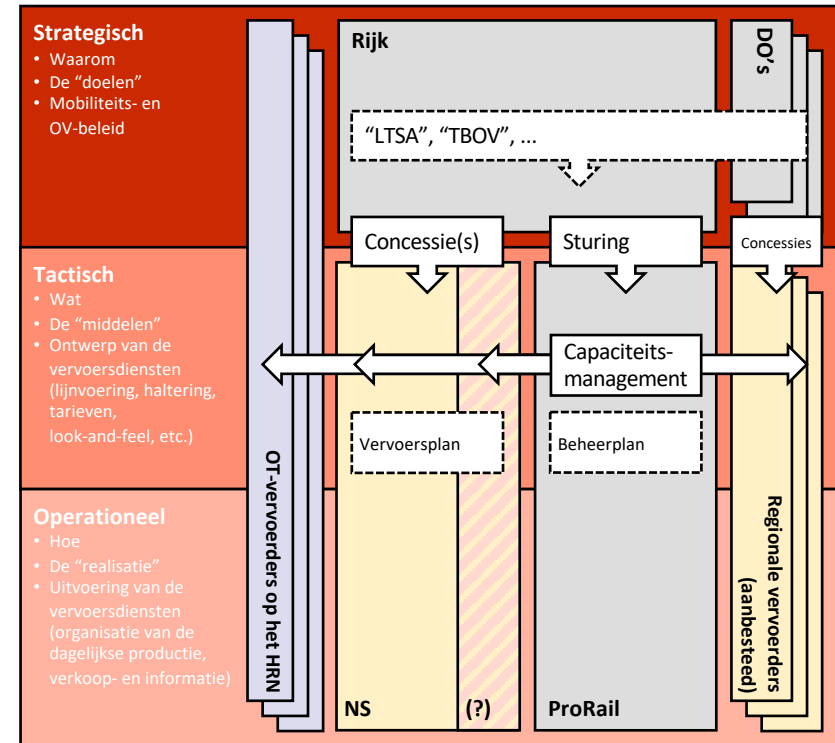 Strategisch
• Waarom
• De “doelen”
• Mobiliteits- en
OV-beleid
Rijk
DO’s
“LTSA”, “TBOV”, ...
Concessie(s)
Sturing
Concessies
Tactisch
• Wat
• De “middelen”
• Ontwerp van de
vervoersdiensten
(lijnvoering, haltering,
tarieven,
look-and-feel, etc.)
Capaciteits-
management
Vervoersplan
Beheerplan
Operationeel
• Hoe
• De “realisatie”
• Uitvoering van de
vervoersdiensten
(organisatie van de
dagelijkse productie,
verkoop- en informatie)
OT-vervoerders op het HRN
NS
(?)
ProRail
Regionale vervoerders
(aanbesteed)